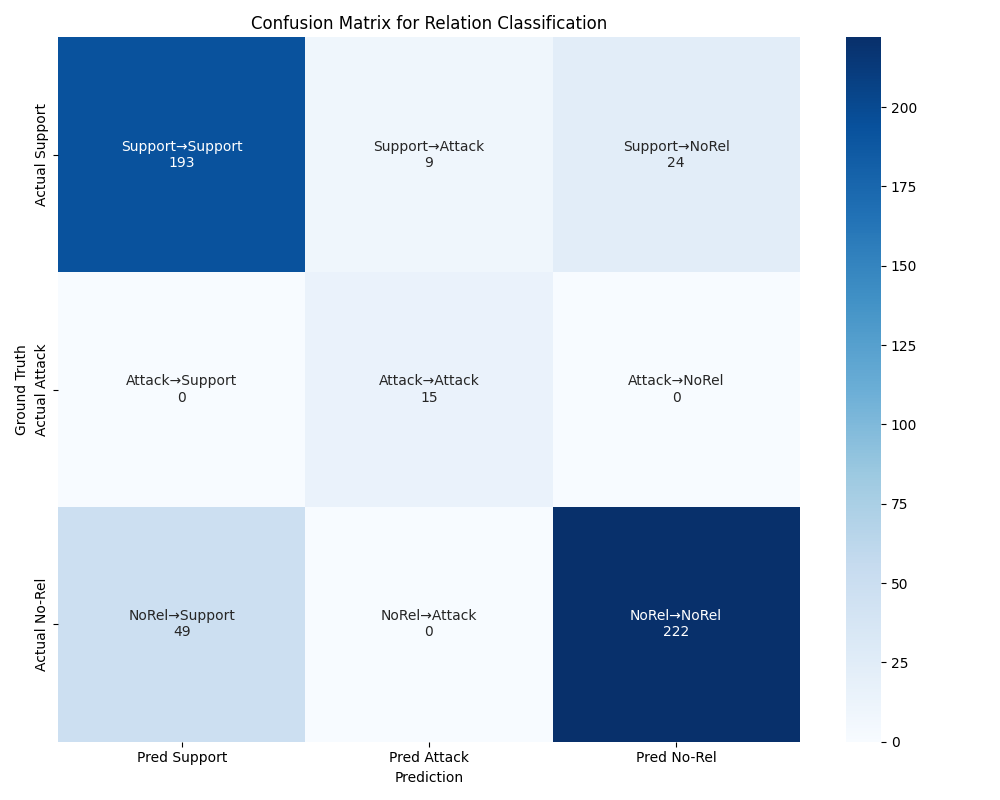 Confusion Matrix for Relation Classification
Support→Support
193
Support→Attack
9
Support→NoRel
24
Attack→Support
0
Attack→Attack
15
Attack→NoRel
0
NoRel→Support
49
NoRel→Attack
0
NoRel→NoRel
222
Actual Support
Actual Attack
Actual No-Rel
Ground Truth
Pred Support
Pred Attack
Pred No-Rel
Prediction
200
175
150
125
100
75
50
25
0